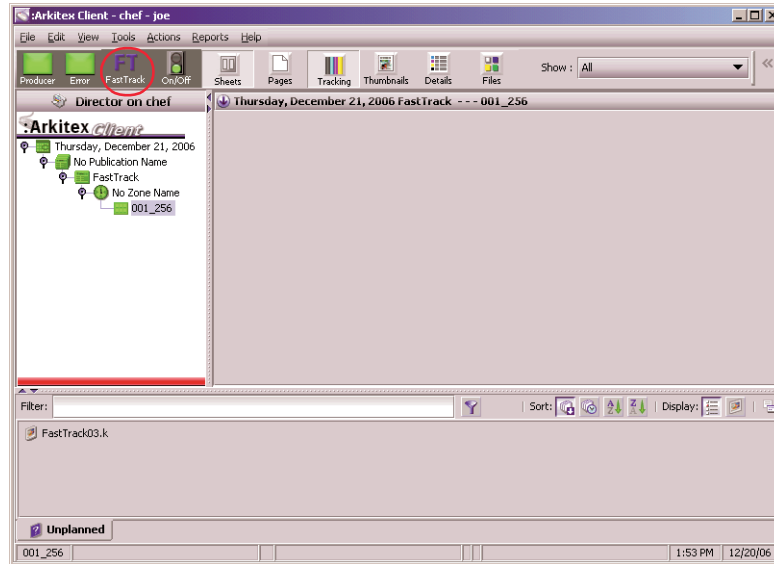 :Arkitex Client - chef - joe
File Edit View Tools Actions Reports Help
FT
Producer Error FastTrack On/Off Sheets Pages Tracking Thumbnails Details Files Show : All
Director on chef
Thursday, December 21, 2006 FastTrack --- 001_256
:Arkitex Client
Thursday, December 21, 2006
No Publication Name
FastTrack
No Zone Name
001_256
Filter: Sort: Display:
FastTrack03.k
Unplanned
001_256 1:53 PM 12/20/06